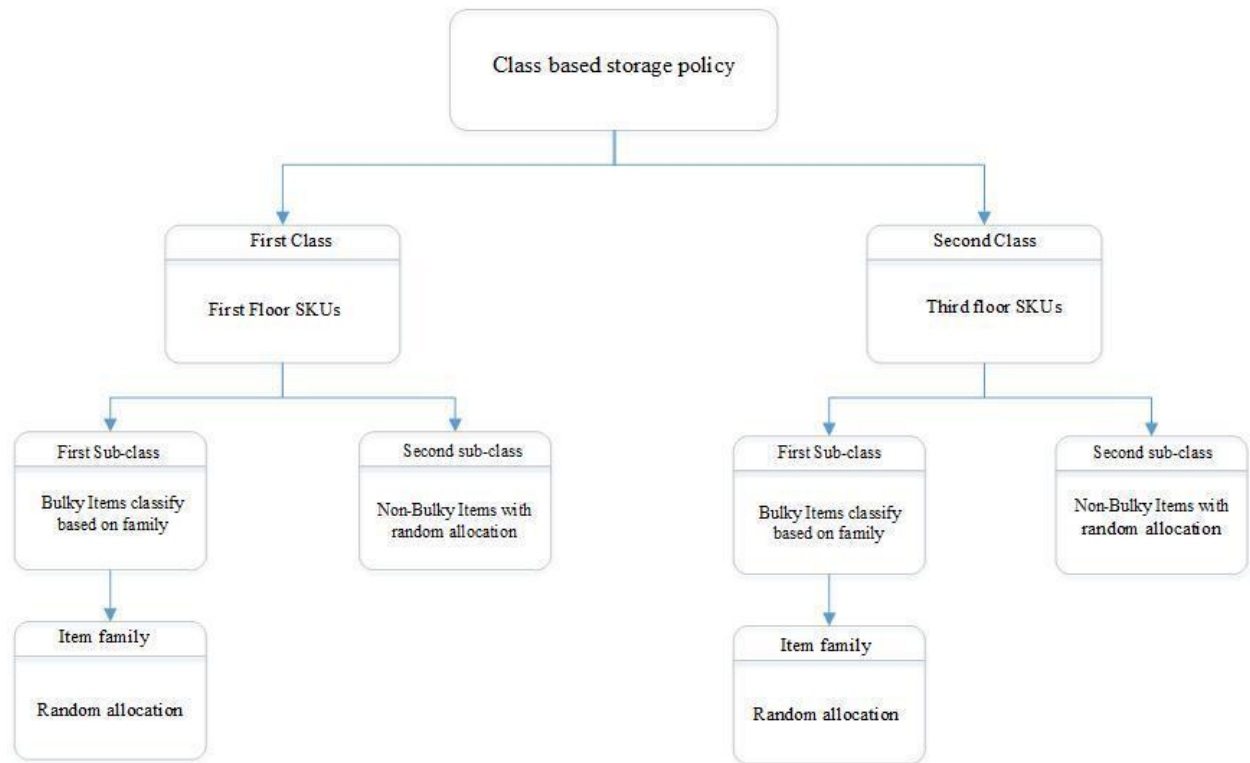 Class based storage policy
First Class
First Floor SKUs
Second Class
Third floor SKUs
First Sub-class
Bulky Items classify
based on family
Second sub-class
Non-Bulky Items with
random allocation
First Sub-class
Bulky Items classify
based on family
Second sub-class
Non-Bulky Items with
random allocation
Item family
Random allocation
Item family
Random allocation